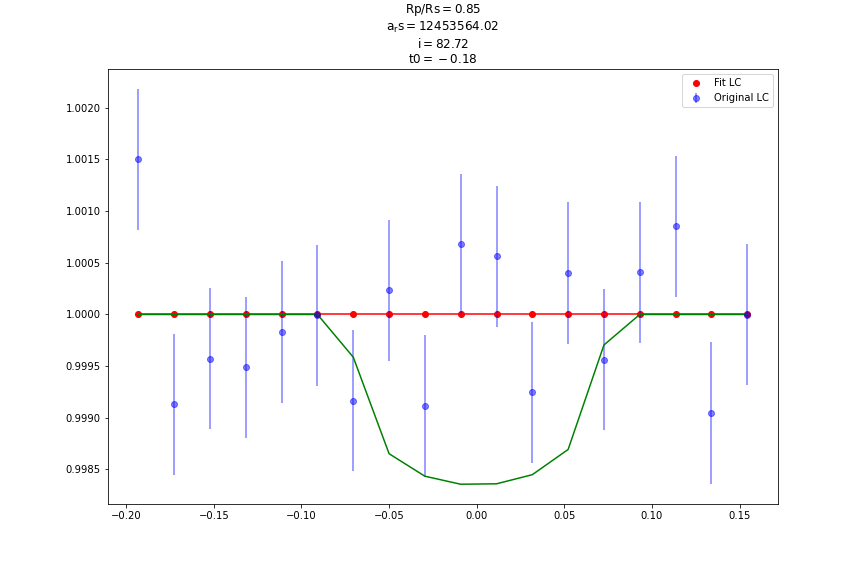 Rp/Rs = 0.85
aᵣs = 12453564.02
i = 82.72
t0 = −0.18
Fit LC
Original LC
1.0020
1.0015
1.0010
1.0005
1.0000
0.9995
0.9990
0.9985
−0.20 −0.15 −0.10 −0.05 0.00 0.05 0.10 0.15